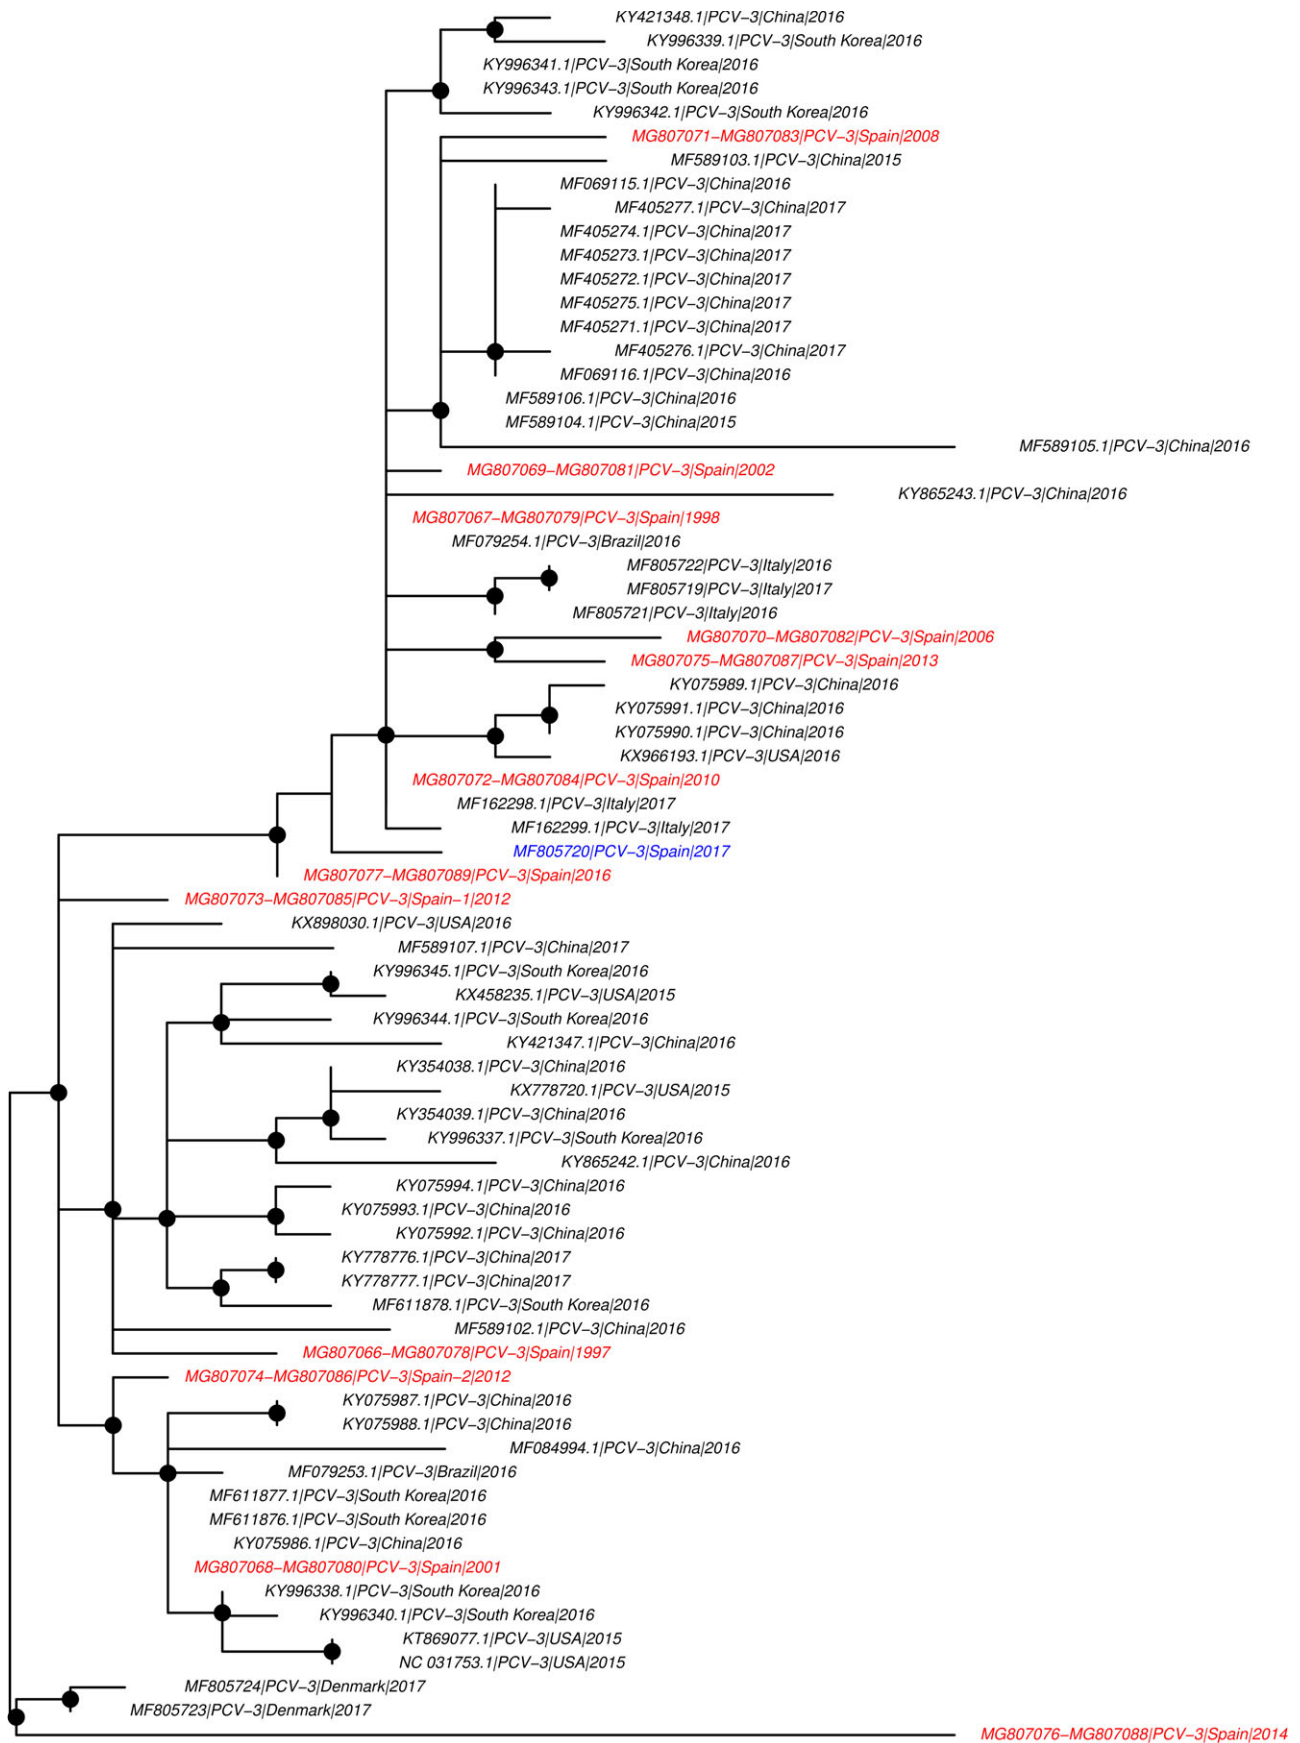 KY421348.1|PCV−3|China|2016
KY996339.1|PCV−3|South Korea|2016
KY996341.1|PCV−3|South Korea|2016
KY996343.1|PCV−3|South Korea|2016
KY996342.1|PCV−3|South Korea|2016
MG807071−MG807083|PCV−3|Spain|2008
MF589103.1|PCV−3|China|2015
MF069115.1|PCV−3|China|2016
MF405277.1|PCV−3|China|2017
MF405274.1|PCV−3|China|2017
MF405273.1|PCV−3|China|2017
MF405272.1|PCV−3|China|2017
MF405275.1|PCV−3|China|2017
MF405271.1|PCV−3|China|2017
MF405276.1|PCV−3|China|2017
MF069116.1|PCV−3|China|2016
MF589106.1|PCV−3|China|2016
MF589104.1|PCV−3|China|2015
MF589105.1|PCV−3|China|2016
MG807069−MG807081|PCV−3|Spain|2002
KY865243.1|PCV−3|China|2016
MG807067−MG807079|PCV−3|Spain|1998
MF079254.1|PCV−3|Brazil|2016
MF805722|PCV−3|Italy|2016
MF805719|PCV−3|Italy|2017
MF805721|PCV−3|Italy|2016
MG807070−MG807082|PCV−3|Spain|2006
MG807075−MG807087|PCV−3|Spain|2013
KY075989.1|PCV−3|China|2016
KY075991.1|PCV−3|China|2016
KY075990.1|PCV−3|China|2016
KX966193.1|PCV−3|USA|2016
MG807072−MG807084|PCV−3|Spain|2010
MF162298.1|PCV−3|Italy|2017
MF162299.1|PCV−3|Italy|2017
MF805720|PCV−3|Spain|2017
MG807077−MG807089|PCV−3|Spain|2016
MG807073−MG807085|PCV−3|Spain−1|2012
KX898030.1|PCV−3|USA|2016
MF589107.1|PCV−3|China|2017
KY996345.1|PCV−3|South Korea|2016
KX458235.1|PCV−3|USA|2015
KY996344.1|PCV−3|South Korea|2016
KY421347.1|PCV−3|China|2016
KY354038.1|PCV−3|China|2016
KX778720.1|PCV−3|USA|2015
KY354039.1|PCV−3|China|2016
KY996337.1|PCV−3|South Korea|2016
KY865242.1|PCV−3|China|2016
KY075994.1|PCV−3|China|2016
KY075993.1|PCV−3|China|2016
KY075992.1|PCV−3|China|2016
KY778776.1|PCV−3|China|2017
KY778777.1|PCV−3|China|2017
MF611878.1|PCV−3|South Korea|2016
MF589102.1|PCV−3|China|2016
MG807066−MG807078|PCV−3|Spain|1997
MG807074−MG807086|PCV−3|Spain−2|2012
KY075987.1|PCV−3|China|2016
KY075988.1|PCV−3|China|2016
MF084994.1|PCV−3|China|2016
MF079253.1|PCV−3|Brazil|2016
MF611877.1|PCV−3|South Korea|2016
MF611876.1|PCV−3|South Korea|2016
KY075986.1|PCV−3|China|2016
MG807068−MG807080|PCV−3|Spain|2001
KY996338.1|PCV−3|South Korea|2016
KY996340.1|PCV−3|South Korea|2016
KT869077.1|PCV−3|USA|2015
NC 031753.1|PCV−3|USA|2015
MF805724|PCV−3|Denmark|2017
MF805723|PCV−3|Denmark|2017
MG807076−MG807088|PCV−3|Spain|2014